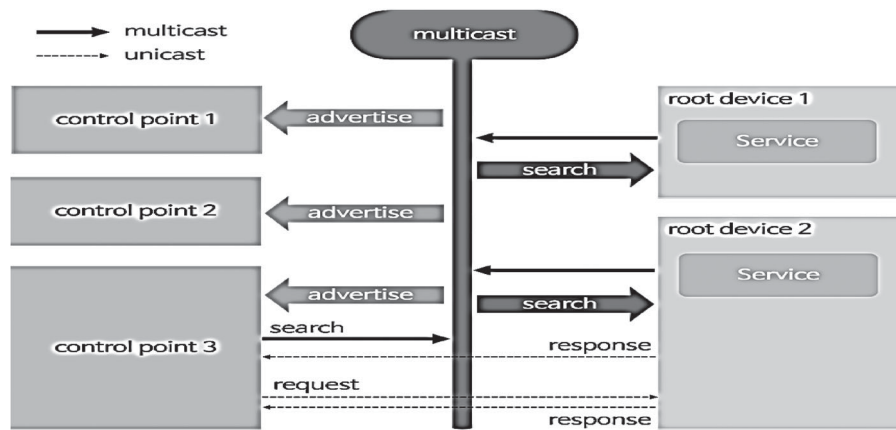 multicast
multicast
unicast
control point 1
advertise
root device 1
Service
search
control point 2
advertise
root device 2
Service
advertise
search
control point 3
search
response
request
response